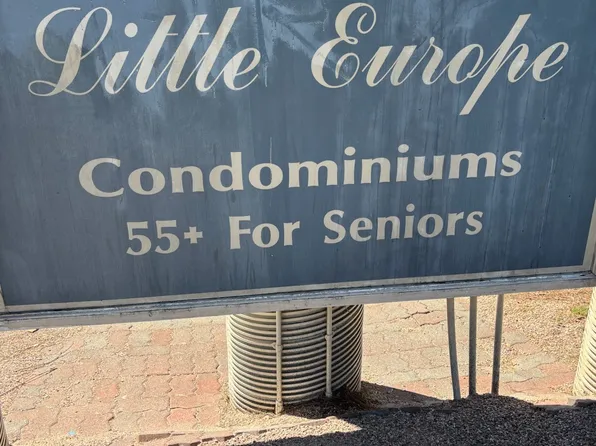 Little Europe
Condominiums
55+ For Seniors